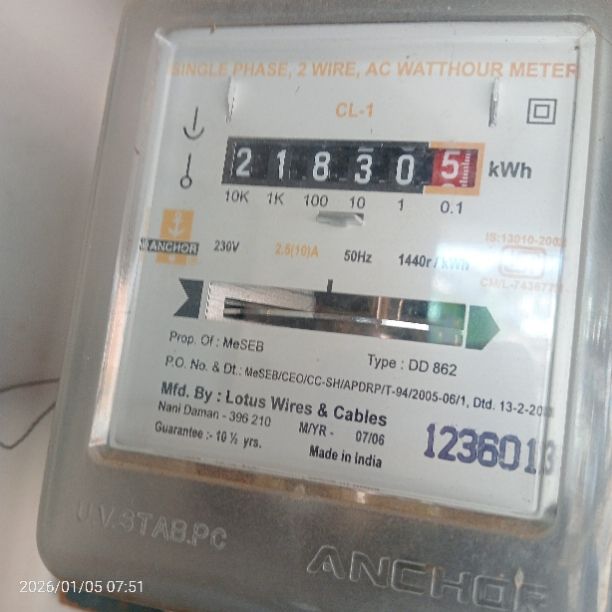 SINGLE PHASE, 2 WIRE, AC WATTHOUR METER
CL-1
2 1 8 3 0 5 kWh
10K 1K 100 10 1 0.1
ANCHOR 230V 2.5(10)A 50Hz 1440r/kWh
IS:13010-2002
Prop. Of : MeSEB
Type : DD 862
P.O. No. & Dt.: MeSEB/CEO/CC-SH/APDRP/T-94/2005-06/1, Dtd. 13-2-
Mfd. By : Lotus Wires & Cables
Nani Daman - 396 210
M/YR - 07/06
Guarantee :- 10 ½ yrs.
Made in India
1236013
U.V.STAB.PC
ANCHOR
2026/01/05 07:51